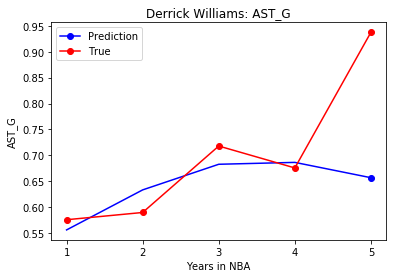 Derrick Williams: AST_G
Prediction
True
AST_G
0.95
0.90
0.85
0.80
0.75
0.70
0.65
0.60
0.55
1 2 3 4 5
Years in NBA